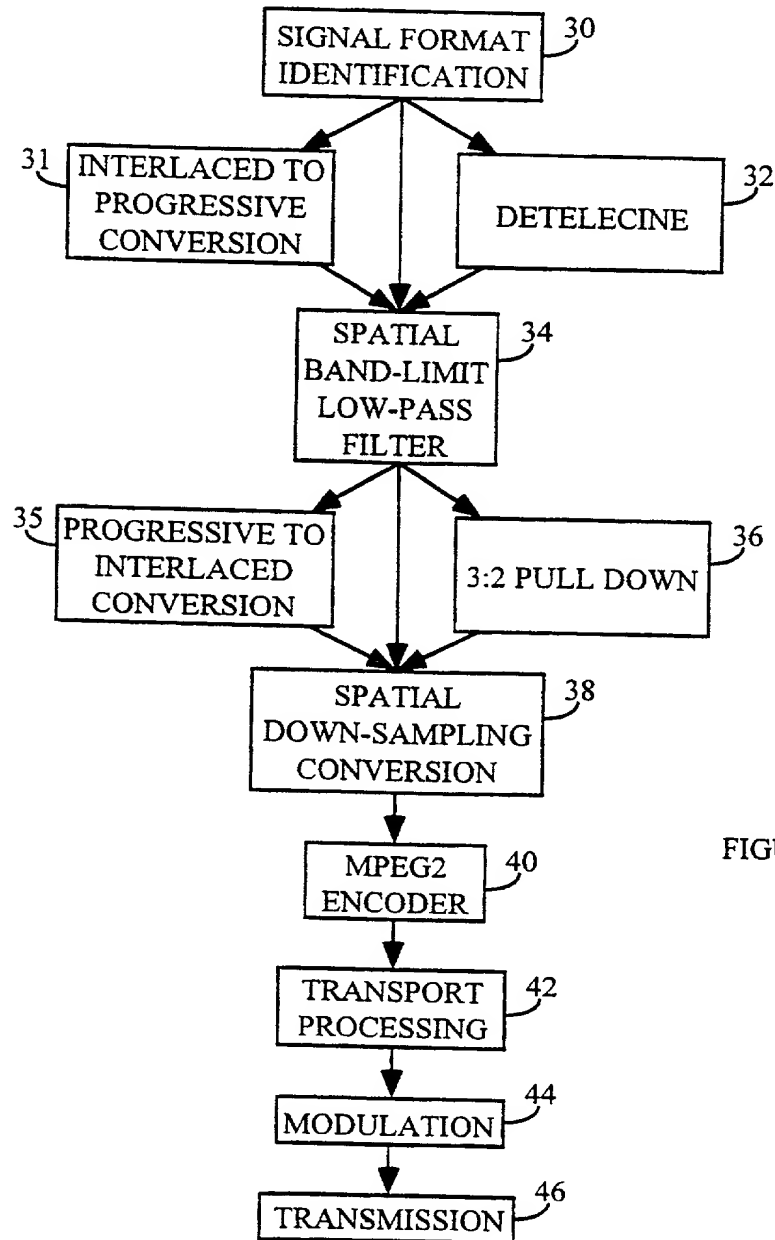 SIGNAL FORMAT
IDENTIFICATION
30
31
INTERLACED TO
PROGRESSIVE
CONVERSION
DETELECINE
32
SPATIAL
BAND-LIMIT
LOW-PASS
FILTER
34
35
PROGRESSIVE TO
INTERLACED
CONVERSION
3:2 PULL DOWN
36
SPATIAL
DOWN-SAMPLING
CONVERSION
38
MPEG2
ENCODER
40
TRANSPORT
PROCESSING
42
MODULATION
44
TRANSMISSION
46